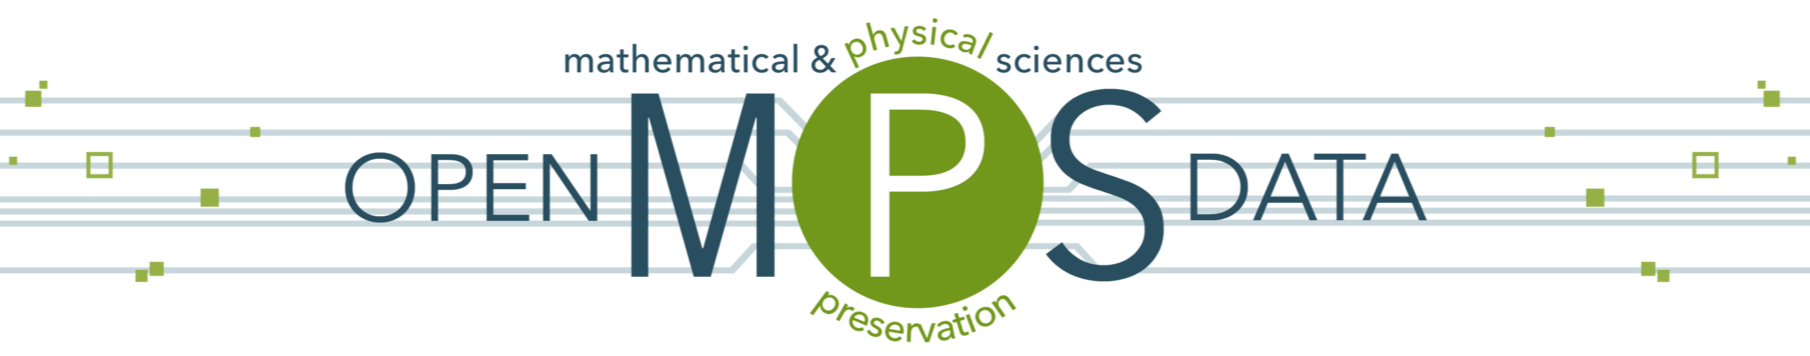 mathematical & physical sciences
OPEN MPS DATA
preservation